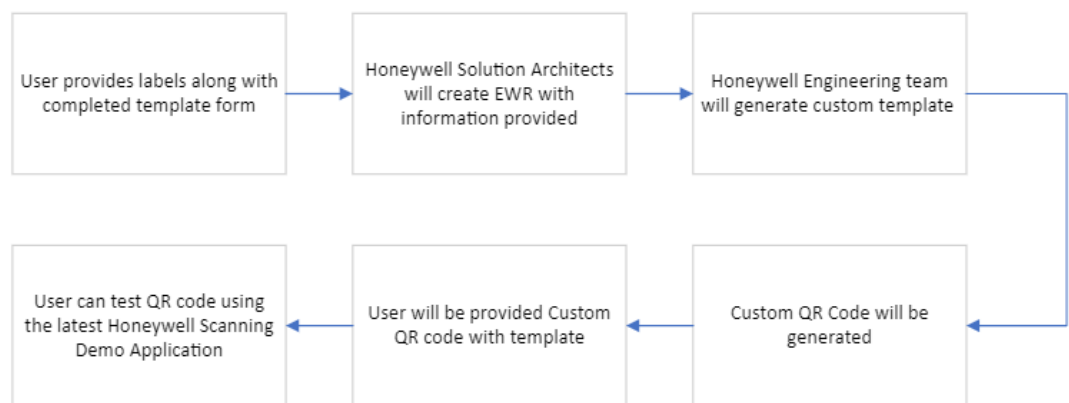 User provides labels along with
completed template form
Honeywell Solution Architects
will create EWR with
information provided
Honeywell Engineering team
will generate custom template
Custom QR Code will be
generated
User will be provided Custom
QR code with template
User can test QR code using
the latest Honeywell Scanning
Demo Application